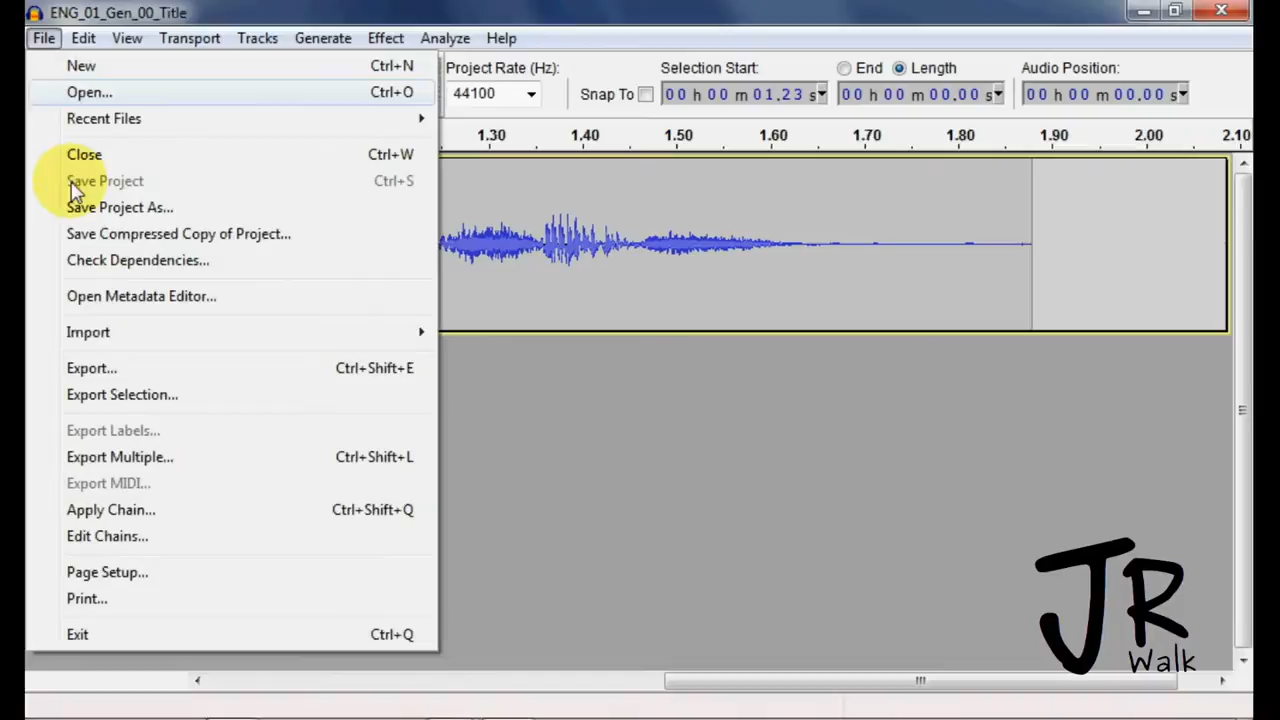 ENG_01_Gen_00_Title
File Edit View Transport Tracks Generate Effect Analyze Help
New Ctrl+N
Open... Ctrl+O
Recent Files
Close Ctrl+W
Save Project Ctrl+S
Save Project As...
Save Compressed Copy of Project...
Check Dependencies...
Open Metadata Editor...
Import
Export... Ctrl+Shift+E
Export Selection...
Export Labels...
Export Multiple... Ctrl+Shift+L
Export MIDI...
Apply Chain... Ctrl+Shift+Q
Edit Chains...
Page Setup...
Print...
Exit Ctrl+Q
Project Rate (Hz): Selection Start: End Length Audio Position:
44100 Snap To 00 h 00 m 01.23 s 00 h 00 m 00.00 s 00 h 00 m 00.00 s
1.30 1.40 1.50 1.60 1.70 1.80 1.90 2.00 2.10
JR
Walk